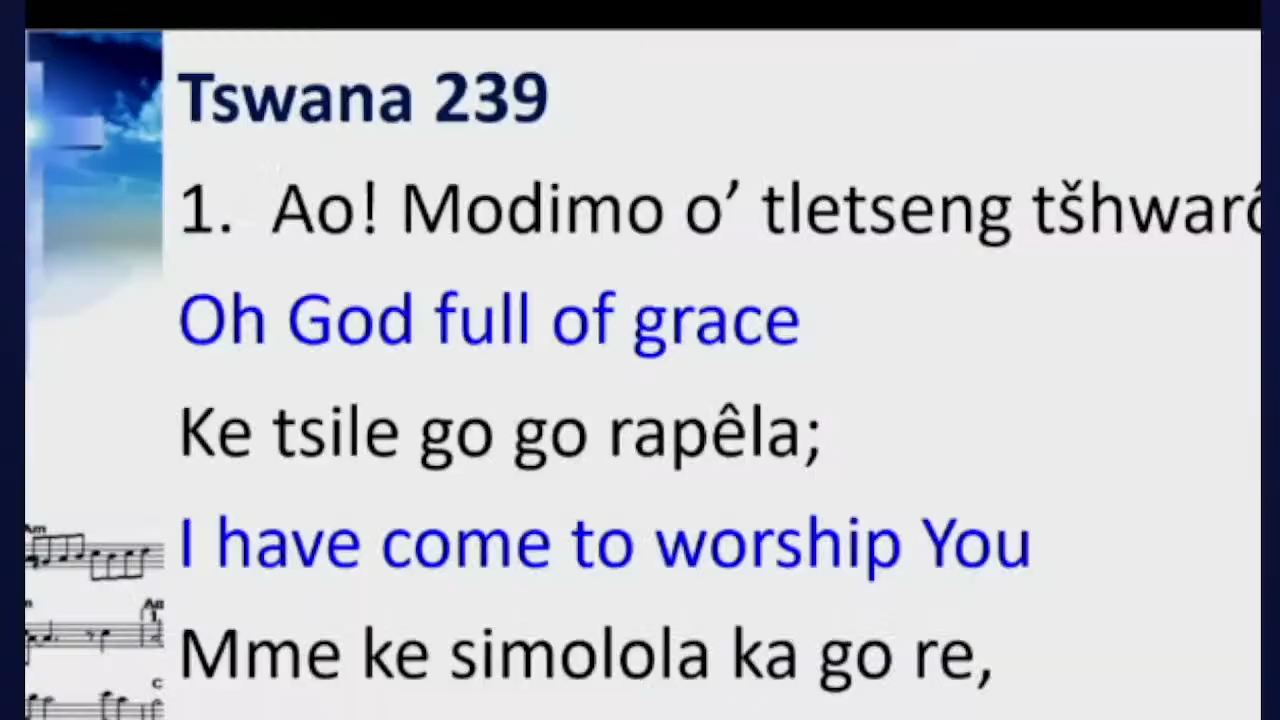 Tswana 239
1. Ao! Modimo o’ tletseng
Oh God full of grace
Ke tsile go go rapêla;
I have come to worship You
Mme ke simolola ka go re,
Am
C